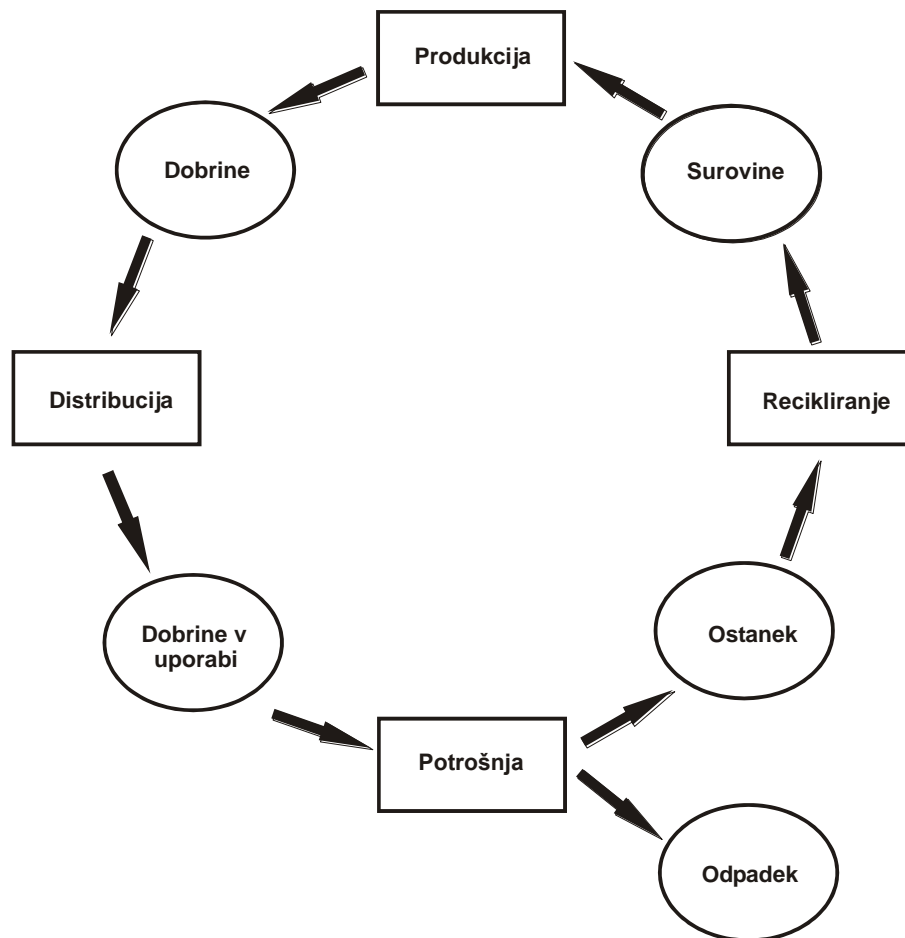 Produkcija
Dobrine
Surovine
Distribucija
Recikliranje
Dobrine v
uporabi
Ostanek
Potrošnja
Odpadek